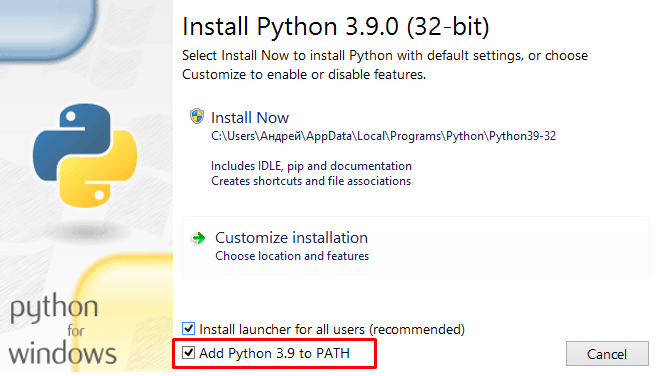 Install Python 3.9.0 (32-bit)
Select Install Now to install Python with default settings, or choose
Customize to enable or disable features.
Install Now
C:\Users\Андрей\AppData\Local\Programs\Python\Python39-32
Includes IDLE, pip and documentation
Creates shortcuts and file associations
Customize installation
Choose location and features
python
for
windows
Install launcher for all users (recommended)
Add Python 3.9 to PATH
Cancel